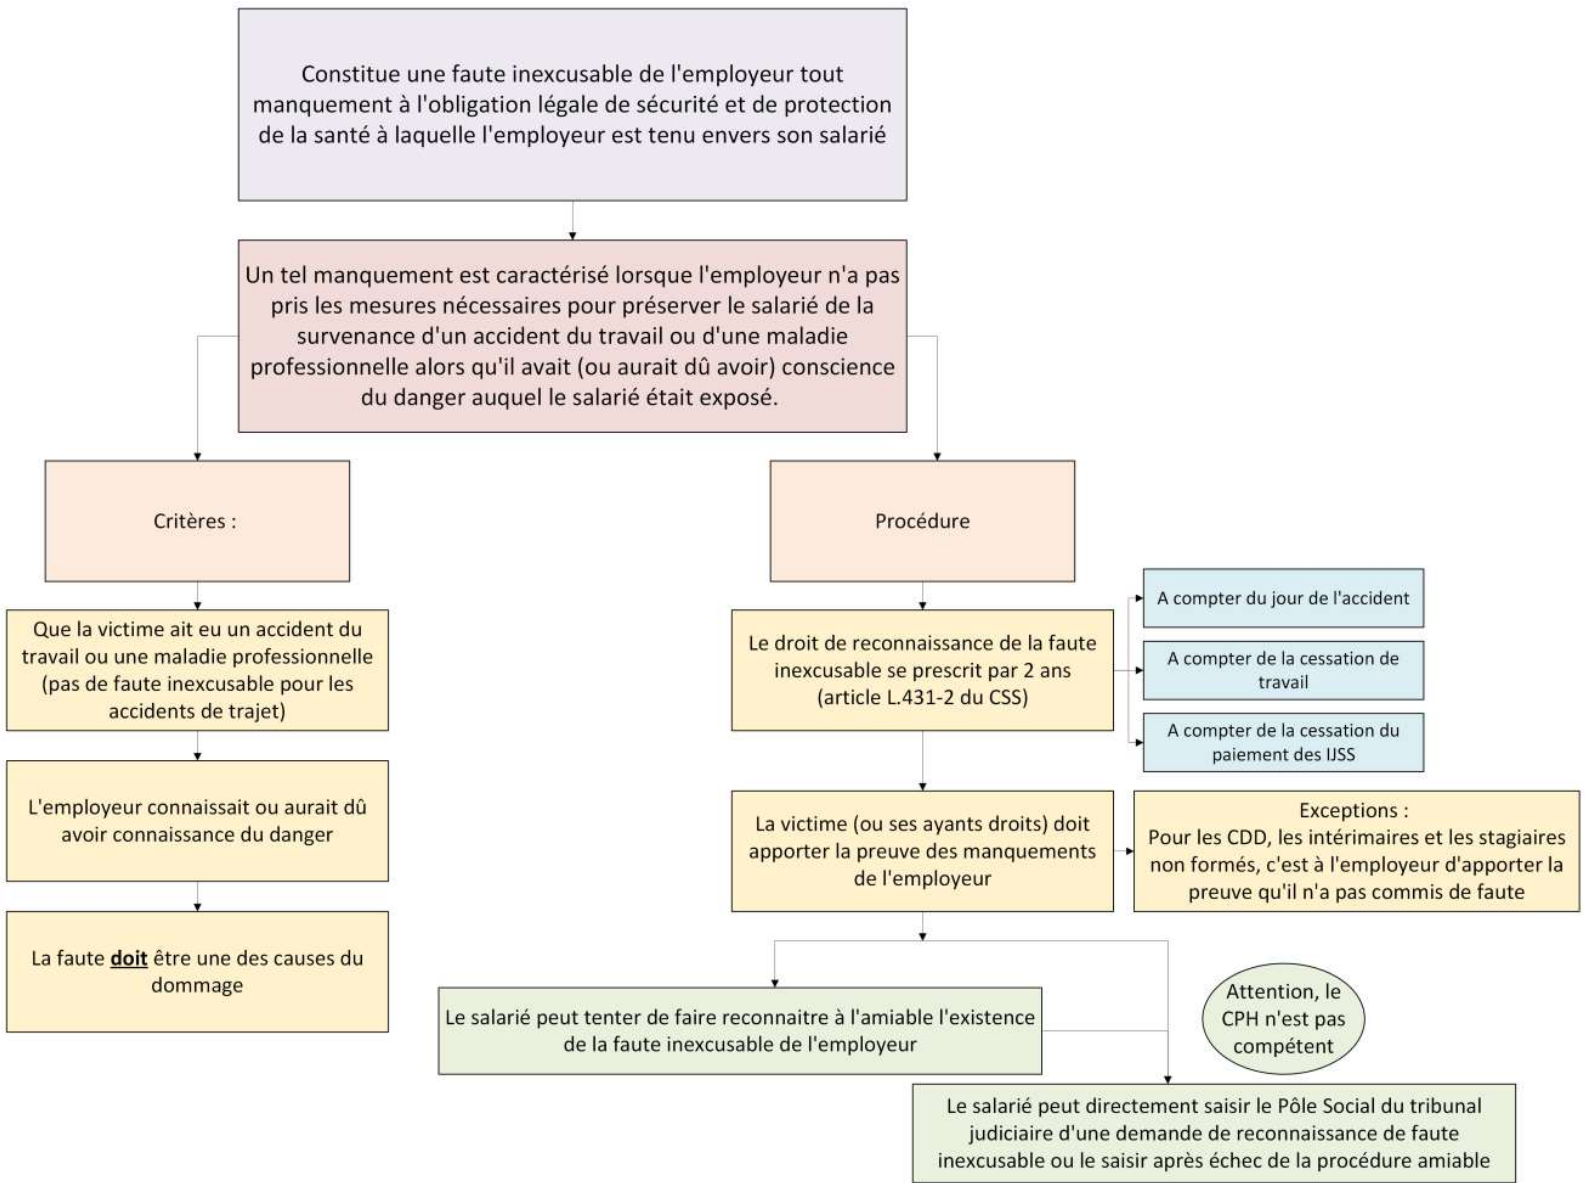 Constitue une faute inexcusable de l'employeur tout
manquement à l'obligation légale de sécurité et de protection
de la santé à laquelle l'employeur est tenu envers son salarié
Un tel manquement est caractérisé lorsque l'employeur n'a pas
pris les mesures nécessaires pour préserver le salarié de la
survenance d'un accident du travail ou d'une maladie
professionnelle alors qu'il avait (ou aurait dû avoir) conscience
du danger auquel le salarié était exposé.
Critères :
Que la victime ait eu un accident du
travail ou une maladie professionnelle
(pas de faute inexcusable pour les
accidents de trajet)
L'employeur connaissait ou aurait dû
avoir connaissance du danger
La faute doit être une des causes du
dommage
Procédure
Le droit de reconnaissance de la faute
inexcusable se prescrit par 2 ans
(article L.431-2 du CSS)
A compter du jour de l'accident
A compter de la cessation de
travail
A compter de la cessation du
paiement des IJSS
La victime (ou ses ayants droits) doit
apporter la preuve des manquements
de l'employeur
Exceptions :
Pour les CDD, les intérimaires et les stagiaires
non formés, c'est à l'employeur d'apporter la
preuve qu'il n'a pas commis de faute
Le salarié peut tenter de faire reconnaitre à l'amiable l'existence
de la faute inexcusable de l'employeur
Attention, le
CPH n'est pas
compétent
Le salarié peut directement saisir le Pôle Social du tribunal
judiciaire d'une demande de reconnaissance de faute
inexcusable ou le saisir après échec de la procédure amiable